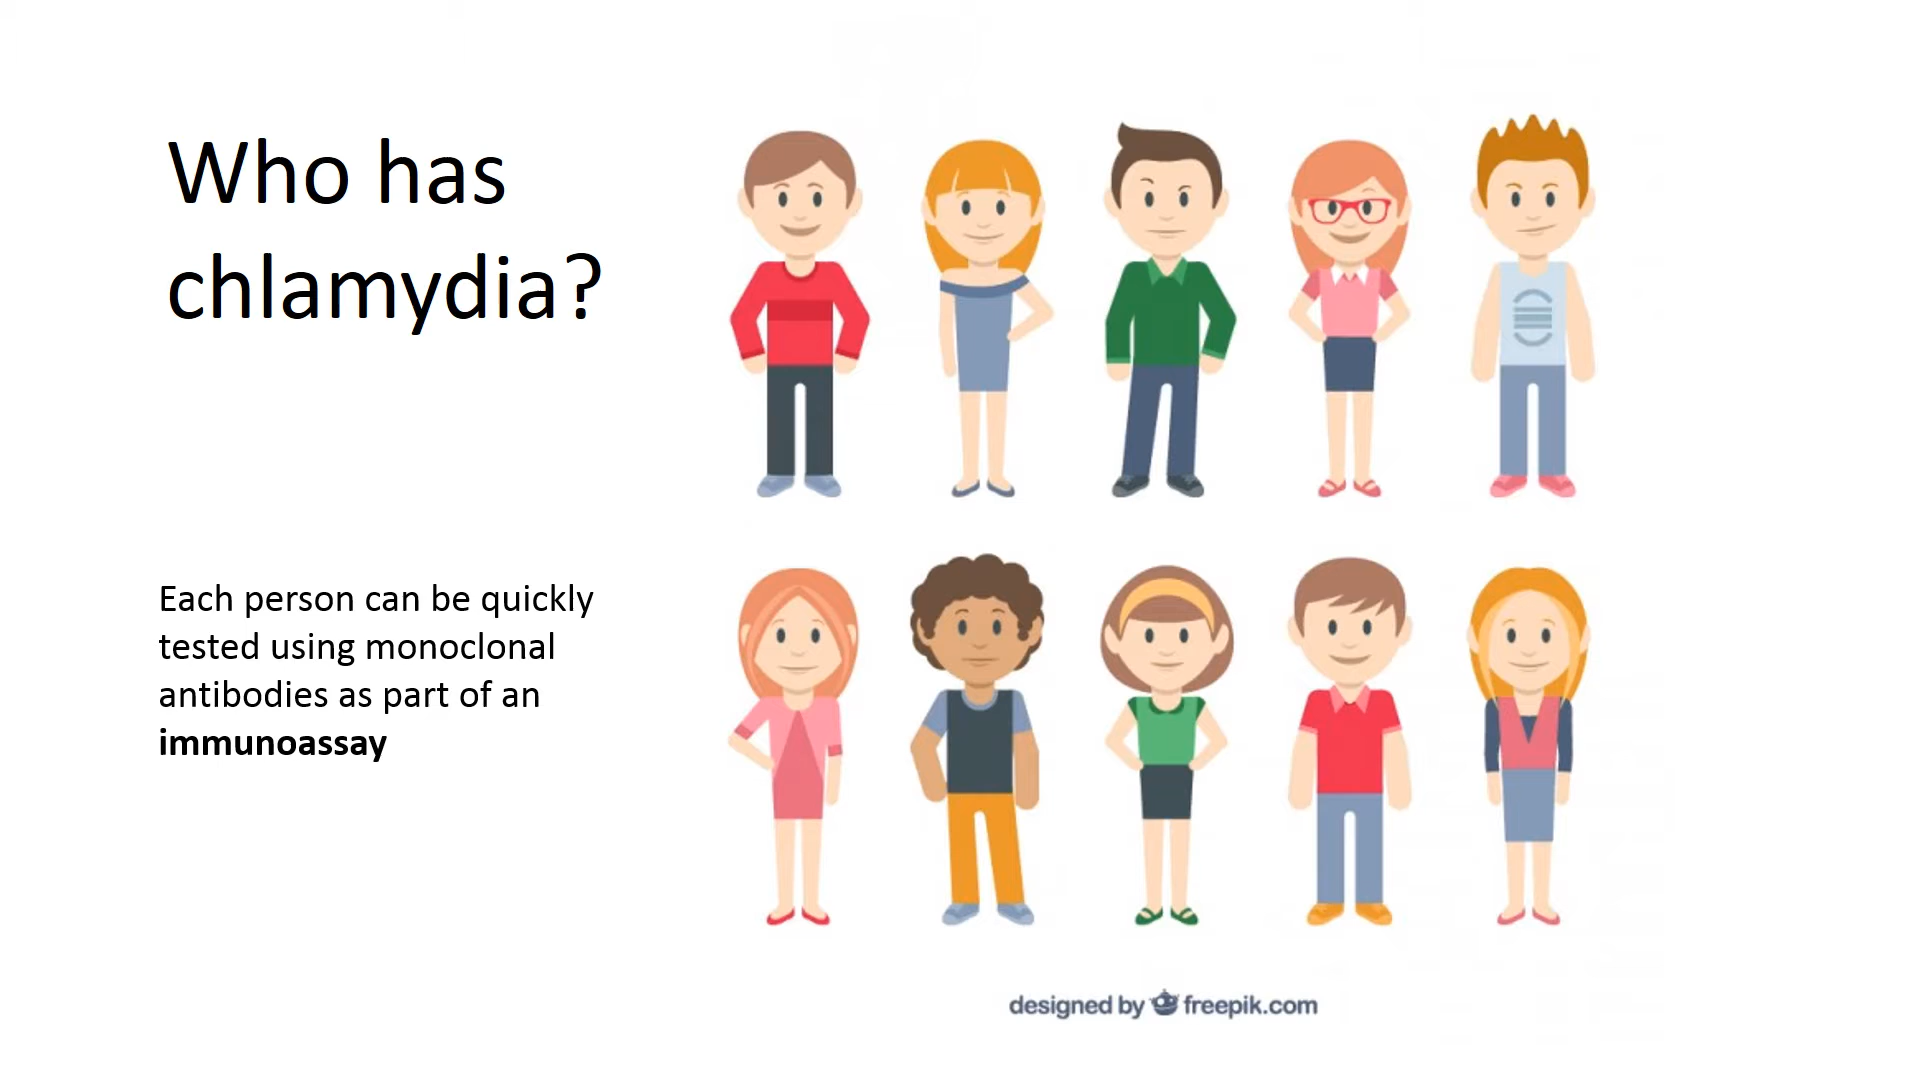 Who has
chlamydia?
Each person can be quickly
tested using monoclonal
antibodies as part of an
immunoassay
designed by freepik.com